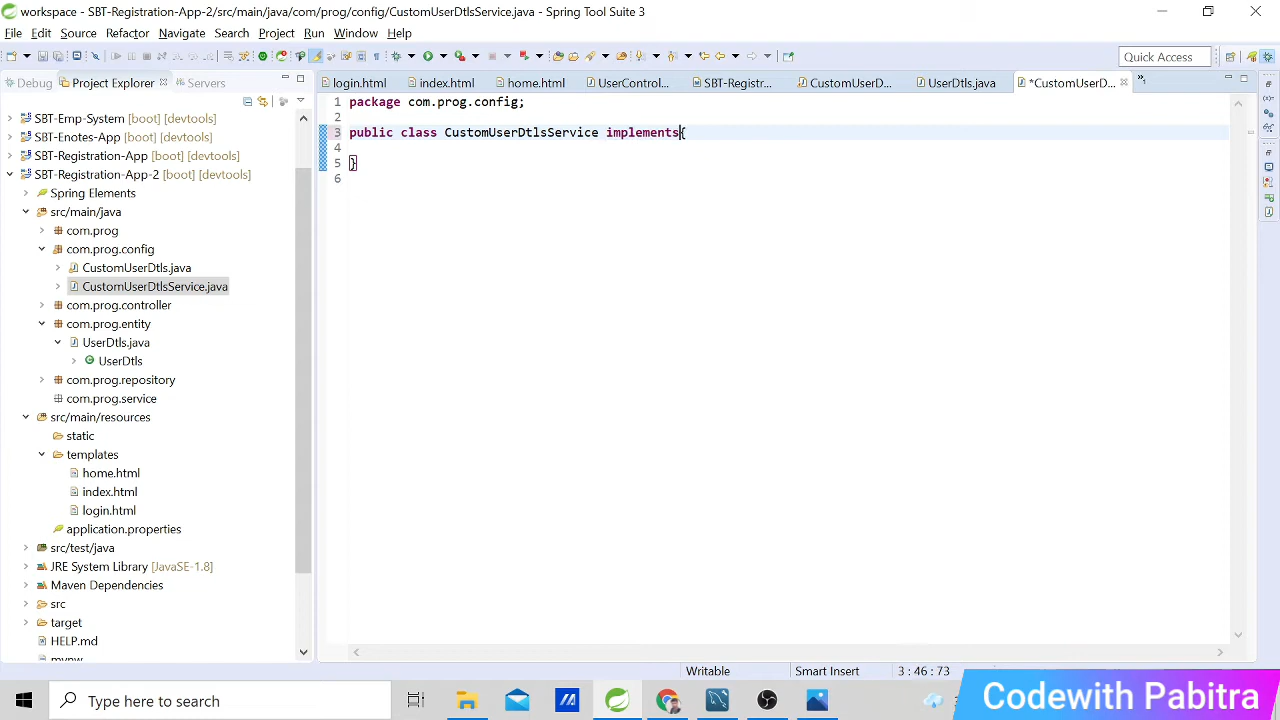 workspace - SBT-Registration-App-2/src/main/java/com/prog/config/CustomUserDtlsService.java - Spring Tool Suite 3
File Edit Source Refactor Navigate Search Project Run Window Help
Quick Access
Debug Project Explorer Servers
login.html index.html home.html UserControl... SBT-Registr... CustomUserD... UserDtls.java *CustomUserD...
SBT-Emp-System [boot] [devtools]
SBT-Enotes-App [boot] [devtools]
SBT-Registration-App [boot] [devtools]
SBT-Registration-App-2 [boot] [devtools]
Spring Elements
src/main/java
com.prog
com.prog.config
CustomUserDtls.java
CustomUserDtlsService.java
com.prog.controller
com.prog.entity
UserDtls.java
UserDtls
com.prog.repository
com.prog.service
src/main/resources
static
templates
home.html
index.html
login.html
application.properties
src/test/java
JRE System Library [JavaSE-1.8]
Maven Dependencies
src
target
HELP.md
1 package com.prog.config;
2
3 public class CustomUserDtlsService implements{
4
5 }
6
Writable Smart Insert 3 : 46 : 73
Type here to search
Codewith Pabitra